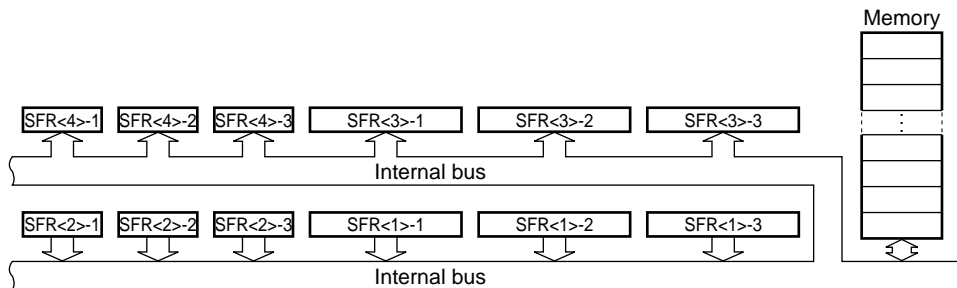 Memory
SFR<4>-1 SFR<4>-2 SFR<4>-3 SFR<3>-1 SFR<3>-2 SFR<3>-3
Internal bus
SFR<2>-1 SFR<2>-2 SFR<2>-3 SFR<1>-1 SFR<1>-2 SFR<1>-3
Internal bus